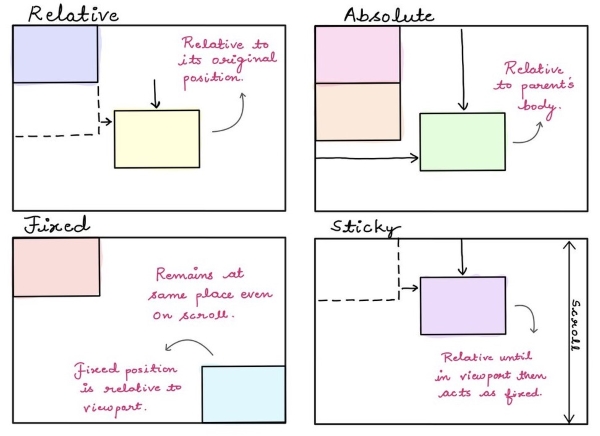 Relative
Relative to
its original
position.
Absolute
Relative
to parent's
body.
Fixed
Remains at
same place even
on scroll.
Fixed position
is relative to
viewport.
Sticky
Scroll
Relative until
in viewport then
acts as fixed.